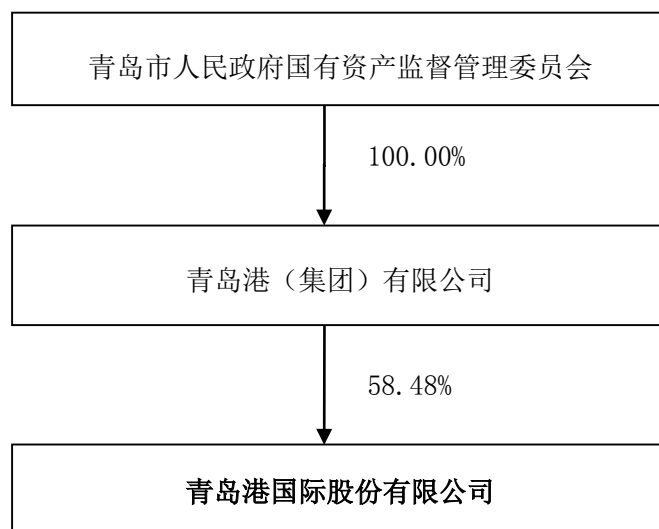 青岛市人民政府国有资产监督管理委员会
100.00%
青岛港（集团）有限公司
58.48%
青岛港国际股份有限公司